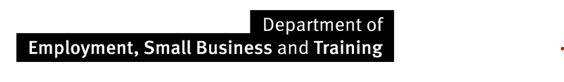 Department of
Employment, Small Business and Training